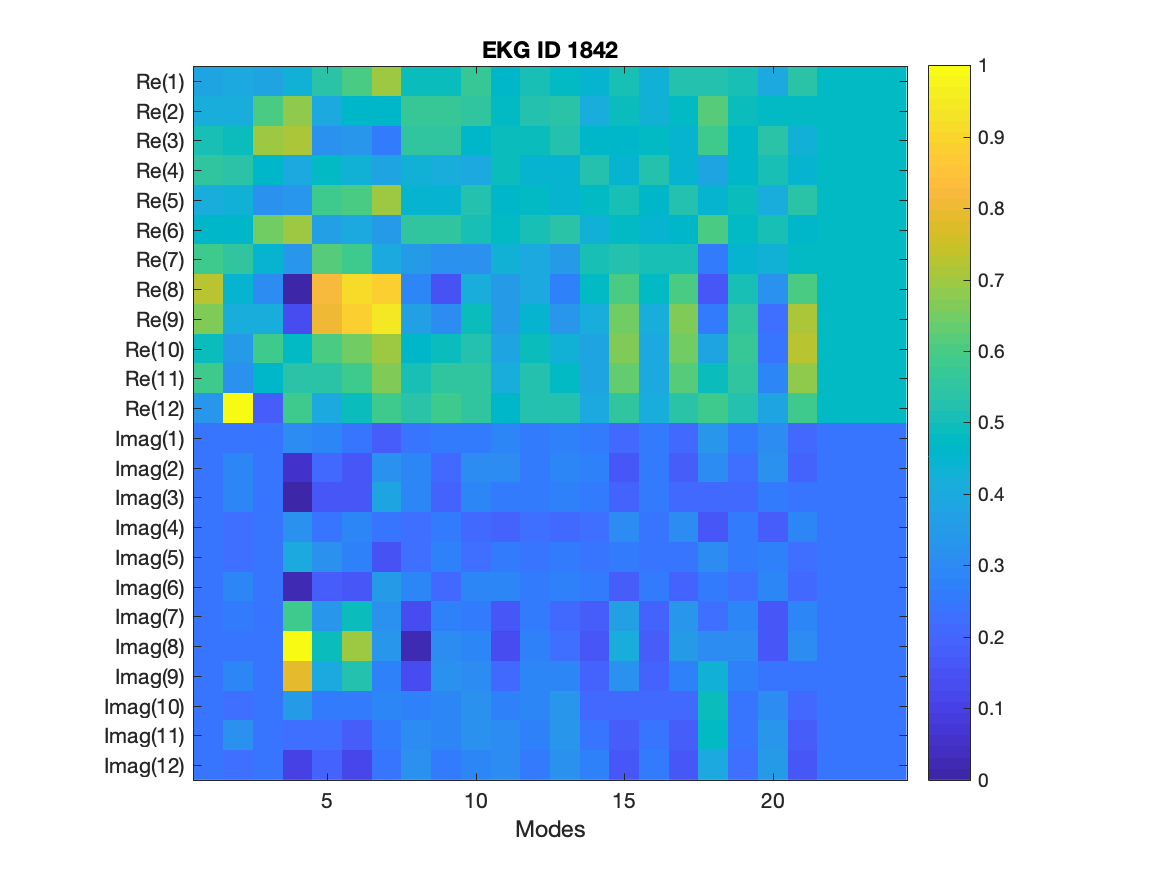 EKG ID 1842
Re(1)
Re(2)
Re(3)
Re(4)
Re(5)
Re(6)
Re(7)
Re(8)
Re(9)
Re(10)
Re(11)
Re(12)
Imag(1)
Imag(2)
Imag(3)
Imag(4)
Imag(5)
Imag(6)
Imag(7)
Imag(8)
Imag(9)
Imag(10)
Imag(11)
Imag(12)
5 10 15 20
Modes
1
0.9
0.8
0.7
0.6
0.5
0.4
0.3
0.2
0.1
0